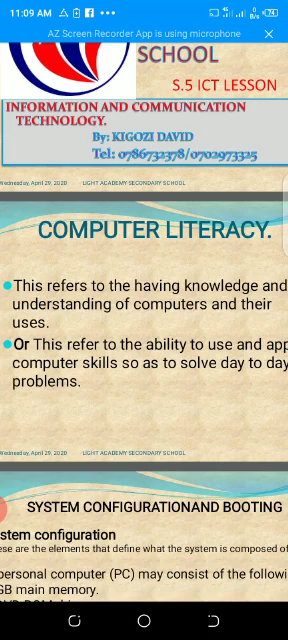 11:09 AM
74
AZ Screen Recorder App is using microphone
SCHOOL
S.5 ICT LESSON
INFORMATION AND COMMUNICATION
TECHNOLOGY.
By: KIGOZI DAVID
Tel: 0786732378/0702973325
Wednesday, April 29, 2020 LIGHT ACADEMY SECONDARY SCHOOL
COMPUTER LITERACY.
This refers to the having knowledge and
understanding of computers and their
uses.
Or This refer to the ability to use and app
computer skills so as to solve day to day
problems.
Wednesday, April 29, 2020 LIGHT ACADEMY SECONDARY SCHOOL
SYSTEM CONFIGURATIONAND BOOTING
stem configuration
ese are the elements that define what the system is composed of
personal computer (PC) may consist of the followi
GB main memory.